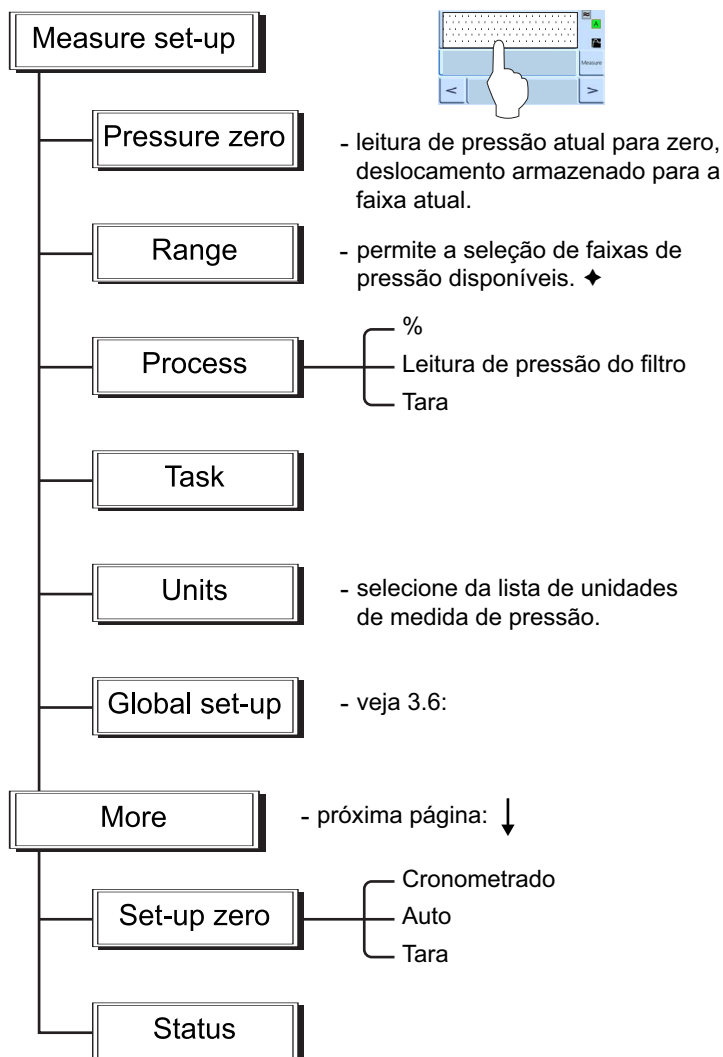 Measure set-up
A
Measure
<
>
Pressure zero
- leitura de pressão atual para zero,
deslocamento armazenado para a
faixa atual.
Range
- permite a seleção de faixas de
pressão disponíveis. ✦
Process
%
Leitura de pressão do filtro
Tara
Task
Units
- selecione da lista de unidades
de medida de pressão.
Global set-up
- veja 3.6:
More
- próxima página: ↓
Set-up zero
Cronometrado
Auto
Tara
Status